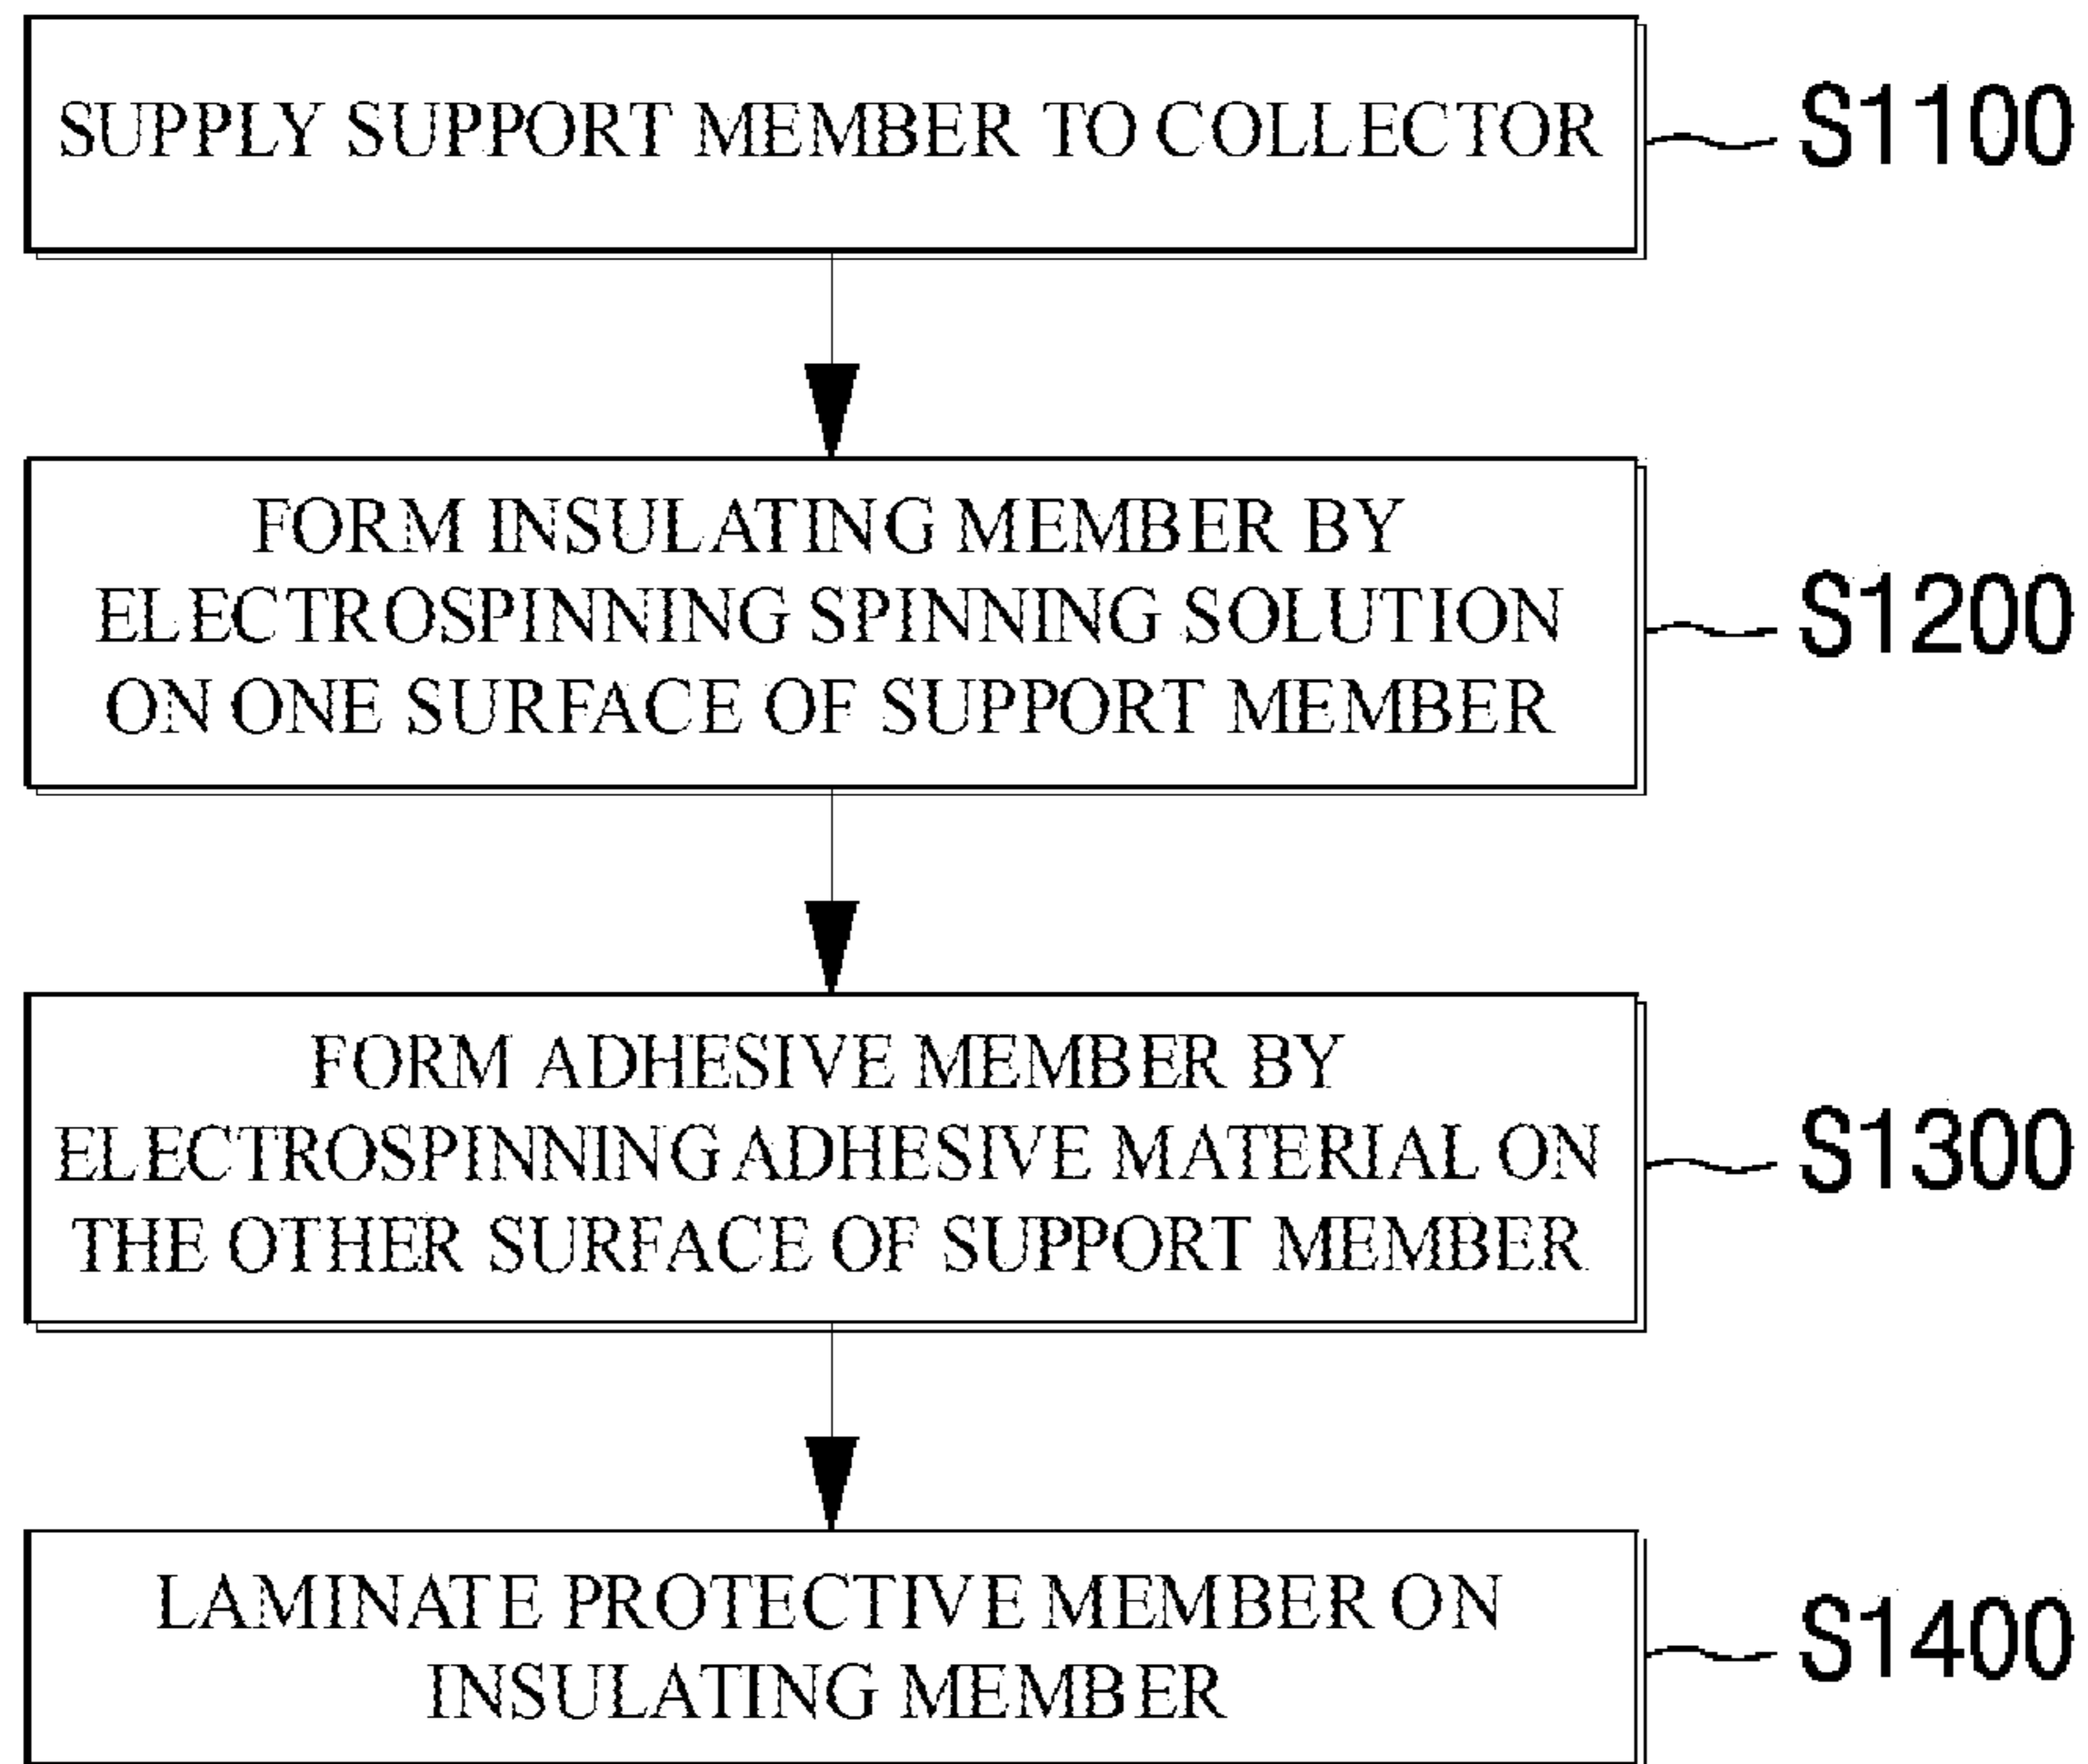 SUPPLY SUPPORT MEMBER TO COLLECTOR
S1100
FORM INSULATING MEMBER BY
ELECTROSPINNING SPINNING SOLUTION
ON ONE SURFACE OF SUPPORT MEMBER
S1200
FORM ADHESIVE MEMBER BY
ELECTROSPINNING ADHESIVE MATERIAL ON
THE OTHER SURFACE OF SUPPORT MEMBER
S1300
LAMINATE PROTECTIVE MEMBER ON
INSULATING MEMBER
S1400